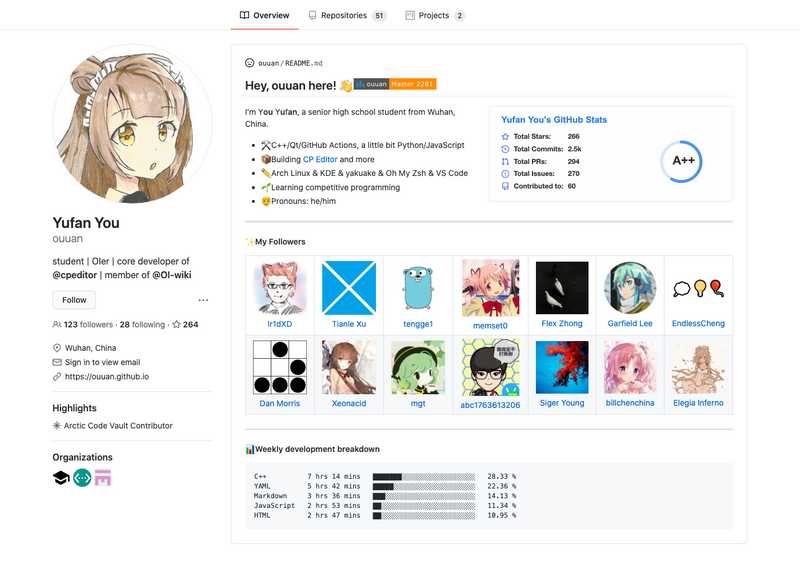 Overview
Repositories 51
Projects 2
ouuan/README.md
Hey, ouuan here! 👋 ouuan Master 2281
I'm You Yufan, a senior high school student from Wuhan,
China.
⚒C++/Qt/GitHub Actions, a little bit Python/JavaScript
📦Building CP Editor and more
✏️Arch Linux & KDE & yakuake & Oh My Zsh & VS Code
🌱Learning competitive programming
Pronouns: he/him
Yufan You's GitHub Stats
Total Stars: 266
Total Commits: 2.5k
Total PRs: 294
Total Issues: 270
Contributed to: 60
A++
Yufan You
ouuan
student | OIer | core developer of
@cpeditor | member of @OI-wiki
Follow
...
123 followers · 28 following · 264
Wuhan, China
Sign in to view email
https://ouuan.github.io
Highlights
Arctic Code Vault Contributor
Organizations
✨My Followers
lr1dXD
Tianle Xu
tengge1
memset0
Flex Zhong
Garfield Lee
EndlessCheng
Dan Morris
Xeonacid
mgt
abc1763613206
Siger Young
billchenchina
Elegia Inferno
📊Weekly development breakdown
C++ 7 hrs 14 mins 28.33 %
YAML 5 hrs 42 mins 22.36 %
Markdown 3 hrs 36 mins 14.13 %
JavaScript 2 hrs 53 mins 11.34 %
HTML 2 hrs 47 mins 10.95 %